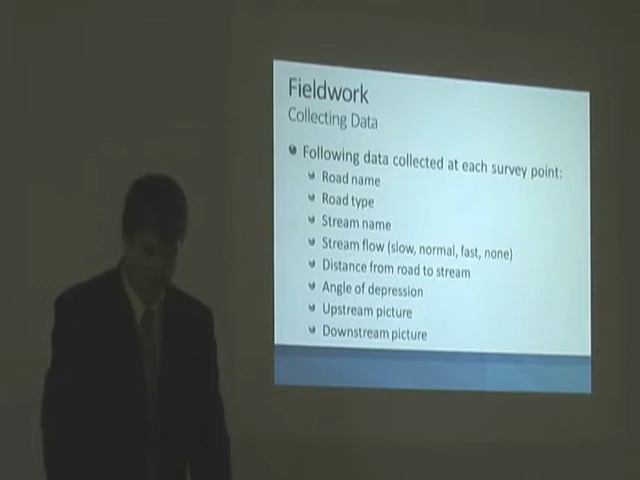 Fieldwork
Collecting Data
Following data collected at each survey point:
Road name
Road type
Stream name
Stream flow (slow, normal, fast, none)
Distance from road to stream
Angle of depression
Upstream picture
Downstream picture